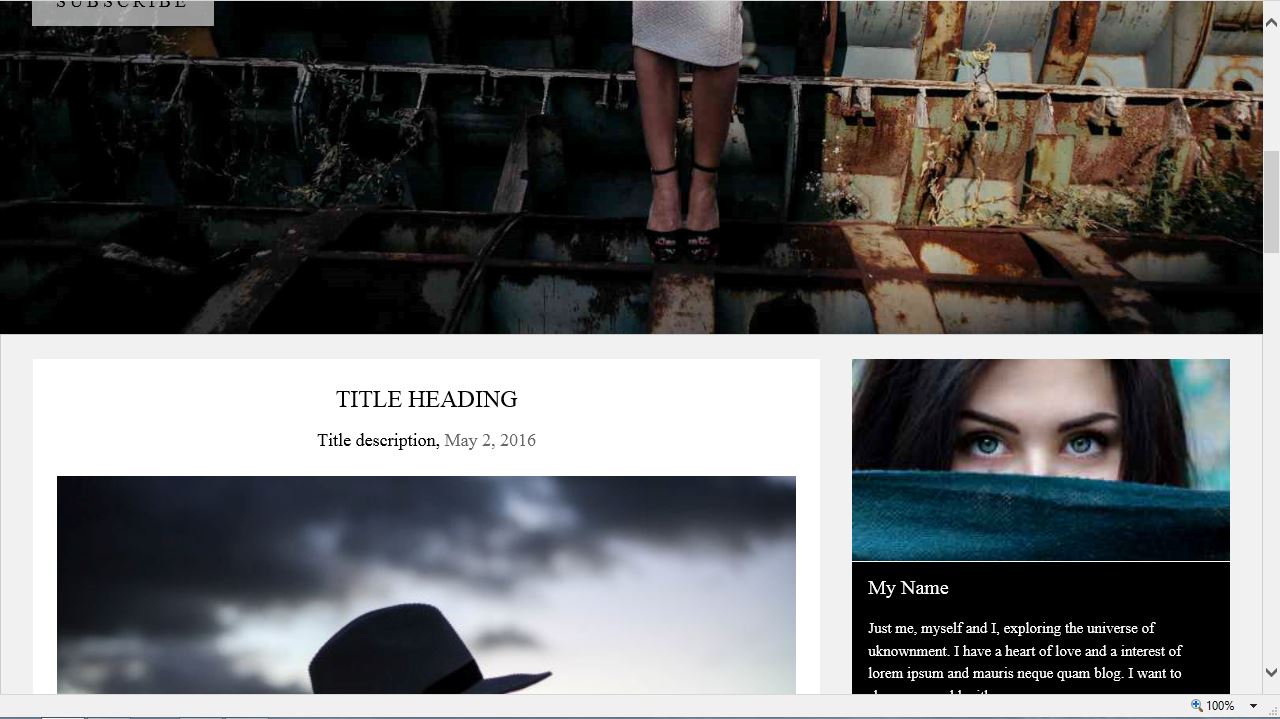 SUBSCRIBE
TITLE HEADING
Title description, May 2, 2016
My Name
Just me, myself and I, exploring the universe of
uknownment. I have a heart of love and a interest of
lorem ipsum and mauris neque quam blog. I want to
100%